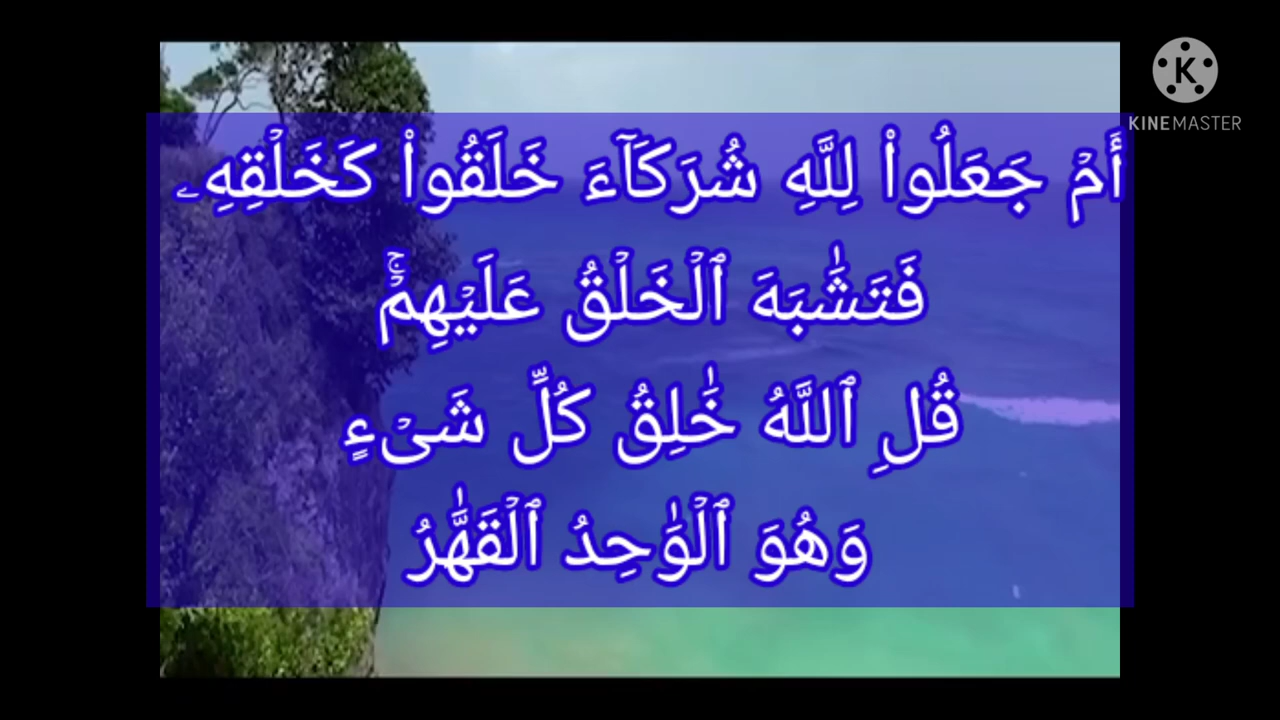 أَمۡ جَعَلُواْ لِلَّهِ شُرَكَآءَ خَلَقُواْ كَخَلۡقِهِۦ
فَتَشَٰبَهَ ٱلۡخَلۡقُ عَلَيۡهِمۡۚ
قُلِ ٱللَّهُ خَٰلِقُ كُلِّ شَيۡءٍ
وَهُوَ ٱلۡوَٰحِدُ ٱلۡقَهَّٰرُ
KINEMASTER